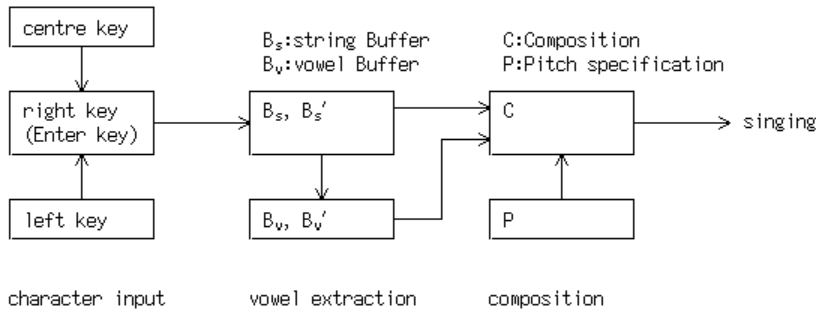 centre key
Bₛ:string Buffer
Bᵥ:vowel Buffer
C:Composition
P:Pitch specification
right key
(Enter key)
Bₛ, Bₛ′
C
singing
left key
Bᵥ, Bᵥ′
P
character input
vowel extraction
composition